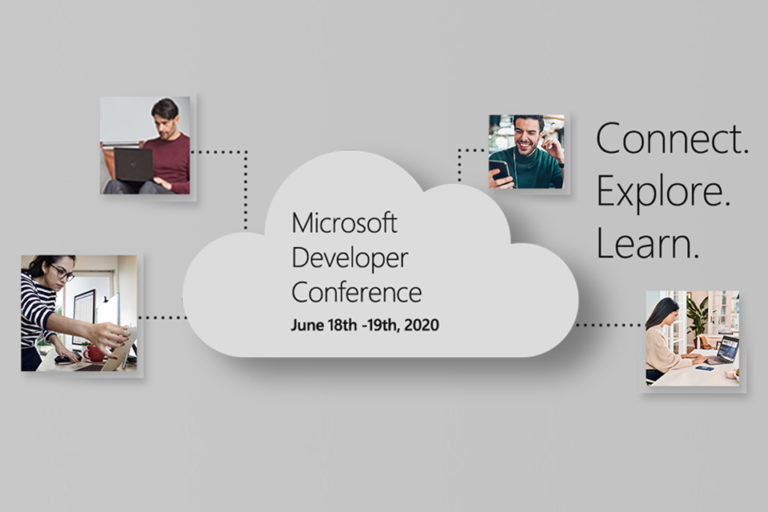 Microsoft
Developer
Conference
June 18th -19th, 2020
Connect.
Explore.
Learn.